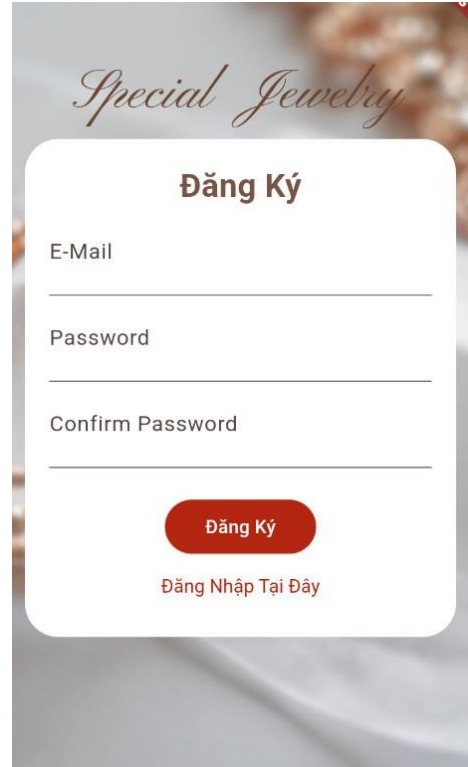 Special Jewelry
Đăng Ký
E-Mail
Password
Confirm Password
Đăng Ký
Đăng Nhập Tại Đây